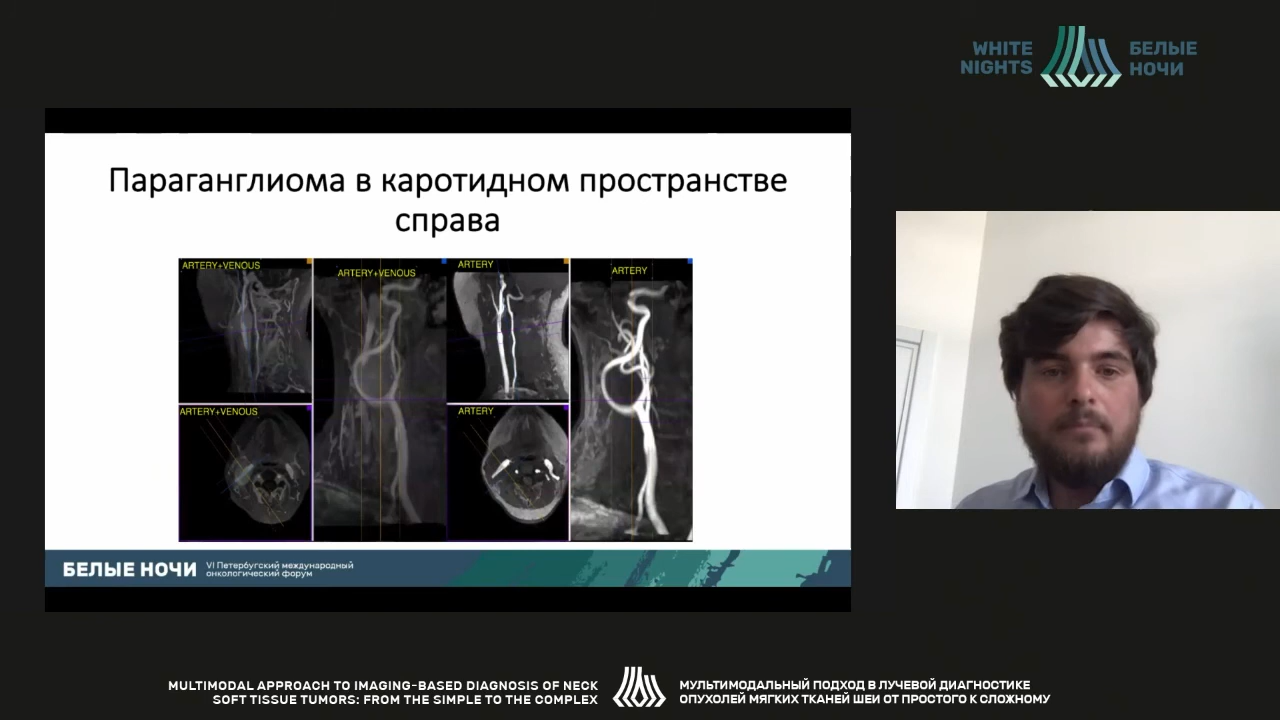 WHITE
NIGHTS
БЕЛЫЕ
НОЧИ
Параганглиома в каротидном пространстве
справа
ARTERY+VENOUS
ARTERY+VENOUS
ARTERY
ARTERY
ARTERY+VENOUS
ARTERY
БЕЛЫЕ НОЧИ
VI Петербургский международный
онкологический форум
MULTIMODAL APPROACH TO IMAGING-BASED DIAGNOSIS OF NECK
SOFT TISSUE TUMORS: FROM THE SIMPLE TO THE COMPLEX
МУЛЬТИМОДАЛЬНЫЙ ПОДХОД В ЛУЧЕВОЙ ДИАГНОСТИКЕ
ОПУХОЛЕЙ МЯГКИХ ТКАНЕЙ ШЕИ ОТ ПРОСТОГО К СЛОЖНОМУ